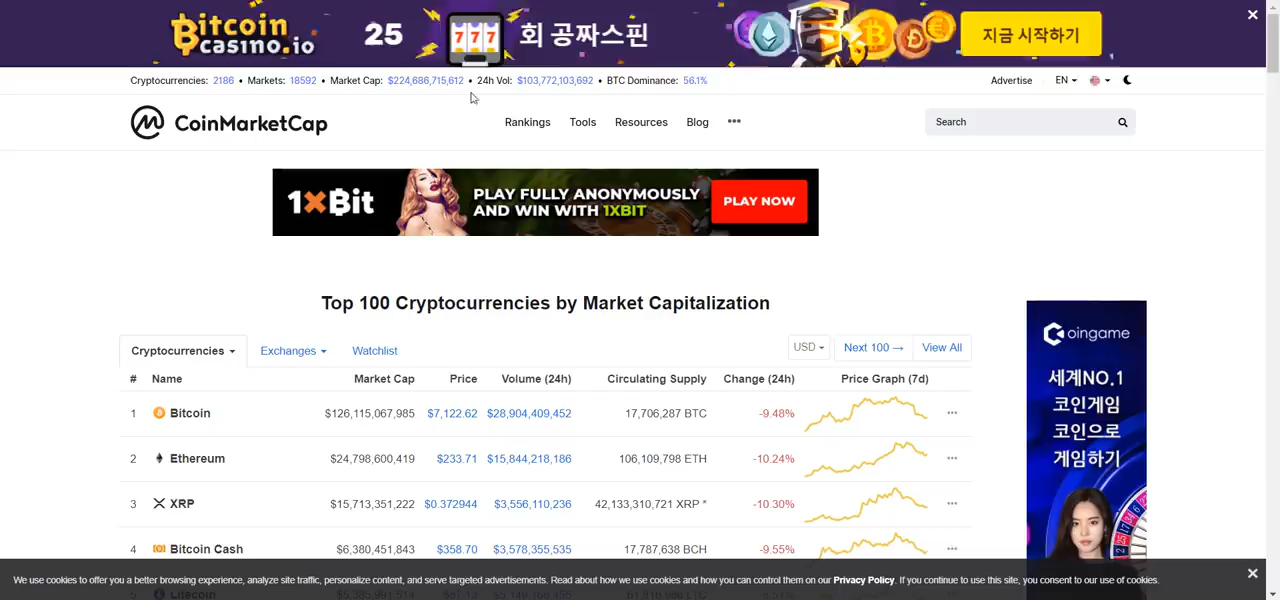 Bitcoin
casino.io
25
777
회 공짜스핀
지금 시작하기
Cryptocurrencies: 2186 • Markets: 18592 • Market Cap: $224,686,715,612 • 24h Vol: $103,772,103,692 • BTC Dominance: 56.1%
Advertise
EN
CoinMarketCap
Rankings
Tools
Resources
Blog
Search
1XBit
PLAY FULLY ANONYMOUSLY
AND WIN WITH 1XBIT
PLAY NOW
Top 100 Cryptocurrencies by Market Capitalization
Cryptocurrencies
Exchanges
Watchlist
USD
Next 100 →
View All
# Name Market Cap Price Volume (24h) Circulating Supply Change (24h) Price Graph (7d)
1 Bitcoin $126,115,067,985 $7,122.62 $28,904,409,452 17,706,287 BTC -9.48%
2 Ethereum $24,798,600,419 $233.71 $15,844,218,186 106,109,798 ETH -10.24%
3 XRP $15,713,351,222 $0.372944 $3,556,110,236 42,133,310,721 XRP * -10.30%
4 Bitcoin Cash $6,380,451,843 $358.70 $3,578,355,535 17,787,638 BCH -9.55%
Coingame
세계NO.1
코인게임
코인으로
게임하기
We use cookies to offer you a better browsing experience, analyze site traffic, personalize content, and serve targeted advertisements. Read about how we use cookies and how you can control them on our Privacy Policy. If you continue to use this site, you consent to our use of cookies.